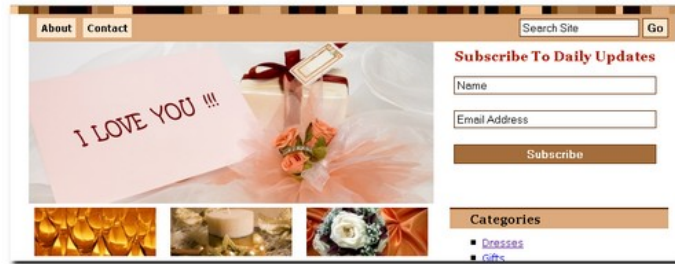 About Contact
Search Site Go
I LOVE YOU !!!
Subscribe To Daily Updates
Name
Email Address
Subscribe
Categories
Dresses
Gifts